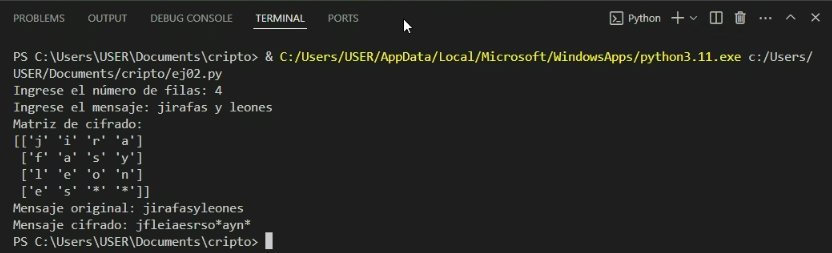 PROBLEMS OUTPUT DEBUG CONSOLE TERMINAL PORTS Python
PS C:\Users\USER\Documents\cripto> & C:/Users/USER/AppData/Local/Microsoft/WindowsApps/python3.11.exe c:/Users/
USER/Documents/cripto/ej02.py
Ingrese el número de filas: 4
Ingrese el mensaje: jirafas y leones
Matriz de cifrado:
[['j' 'i' 'r' 'a']
['f' 'a' 's' 'y']
['l' 'e' 'o' 'n']
['e' 's' '*' '*']]
Mensaje original: jirafasyleones
Mensaje cifrado: jfleiaesrso*ayn*
PS C:\Users\USER\Documents\cripto>